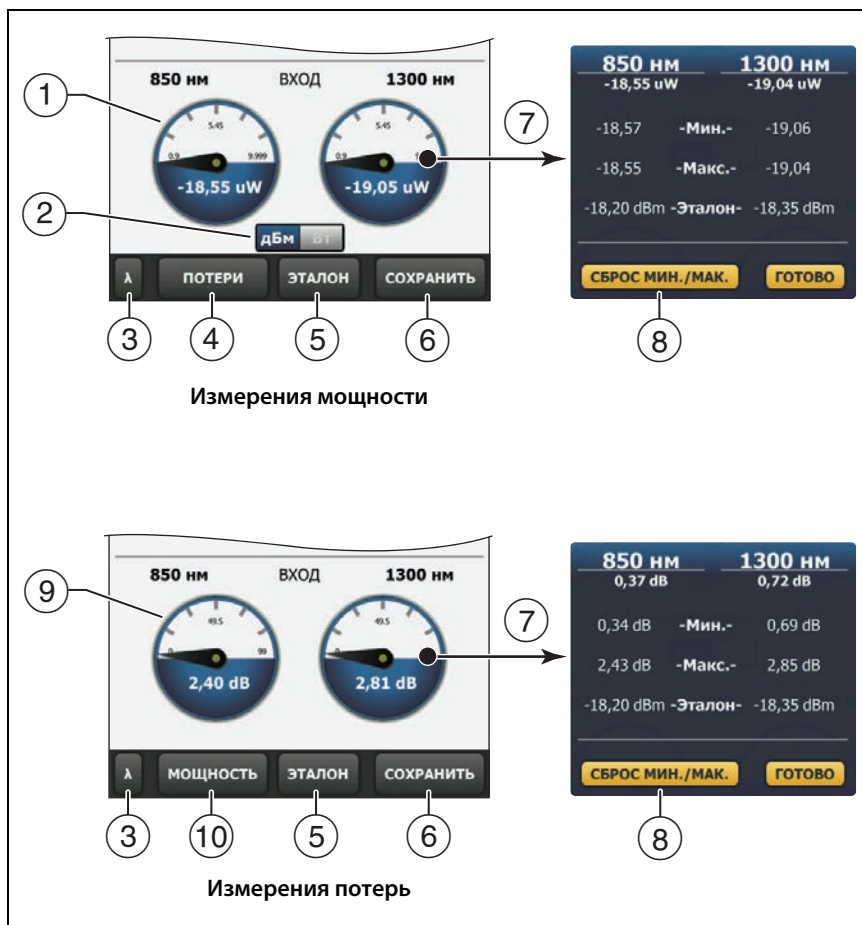 850 нм ВХОД 1300 нм
1
5.45 5.45
0.9 9.999 0.9
-18,55 uW -19,05 uW
2
дБм Вт
λ ПОТЕРИ ЭТАЛОН СОХРАНИТЬ
3 4 5 6
7
850 нм 1300 нм
-18,55 uW -19,04 uW
-18,57 -Мин.- -19,06
-18,55 -Макс.- -19,04
-18,20 dBm -Эталон- -18,35 dBm
СБРОС МИН./МАК. ГОТОВО
8
Измерения мощности
850 нм ВХОД 1300 нм
9
49.5 49.5
0 99 0
2,40 dB 2,81 dB
λ МОЩНОСТЬ ЭТАЛОН СОХРАНИТЬ
3 10 5 6
7
850 нм 1300 нм
0,37 dB 0,72 dB
0,34 dB -Мин.- 0,69 dB
2,43 dB -Макс.- 2,85 dB
-18,20 dBm -Эталон- -18,35 dBm
СБРОС МИН./МАК. ГОТОВО
8
Измерения потерь